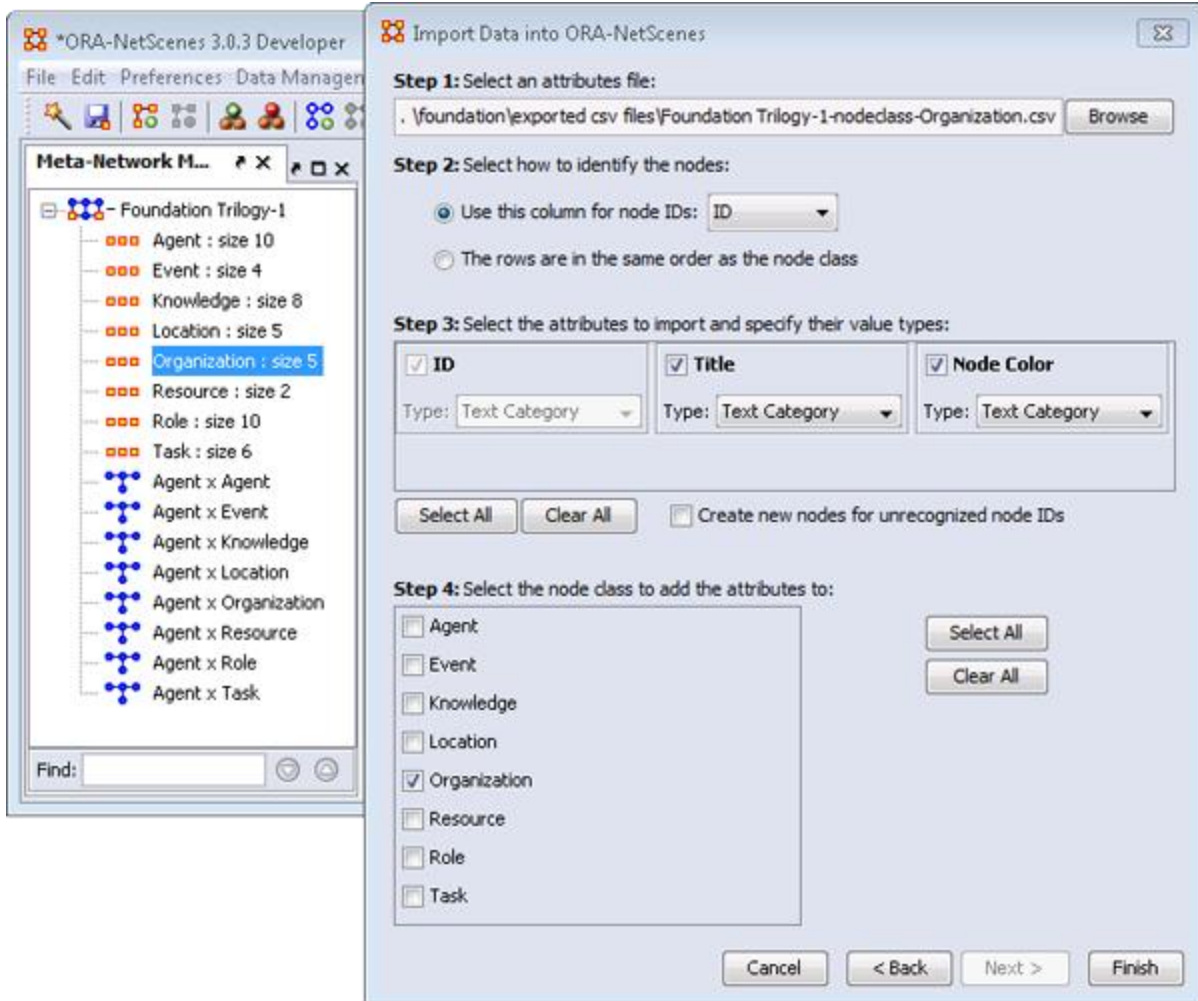 *ORA-NetScenes 3.0.3 Developer
File Edit Preferences Data Managen
Meta-Network M...
Foundation Trilogy-1
Agent : size 10
Event : size 4
Knowledge : size 8
Location : size 5
Organization : size 5
Resource : size 2
Role : size 10
Task : size 6
Agent x Agent
Agent x Event
Agent x Knowledge
Agent x Location
Agent x Organization
Agent x Resource
Agent x Role
Agent x Task
Find:
Import Data into ORA-NetScenes
Step 1: Select an attributes file:
. \foundation\exported csv files\Foundation Trilogy-1-nodeclass-Organization.csv Browse
Step 2: Select how to identify the nodes:
Use this column for node IDs: ID
The rows are in the same order as the node class
Step 3: Select the attributes to import and specify their value types:
ID Title Node Color
Type: Text Category Type: Text Category Type: Text Category
Select All Clear All Create new nodes for unrecognized node IDs
Step 4: Select the node class to add the attributes to:
Agent
Event
Knowledge
Location
Organization
Resource
Role
Task
Select All
Clear All
Cancel < Back Next > Finish